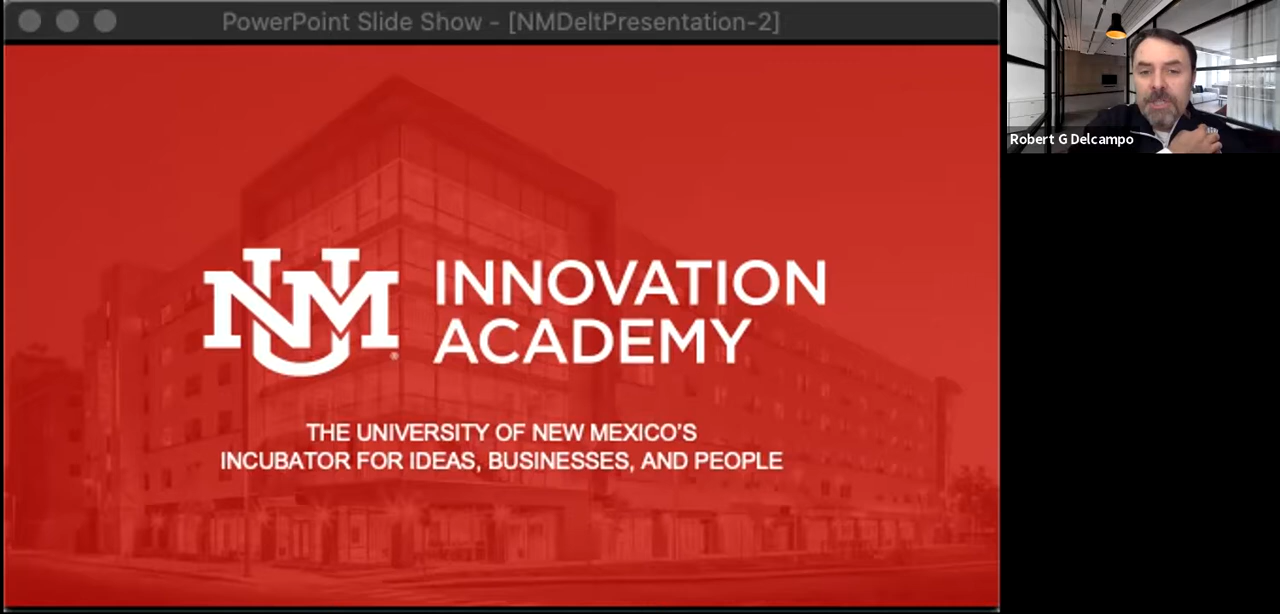 PowerPoint Slide Show - [NMDeltPresentation-2]
UNM
INNOVATION
ACADEMY
THE UNIVERSITY OF NEW MEXICO'S
INCUBATOR FOR IDEAS, BUSINESSES, AND PEOPLE
Robert G Delcampo